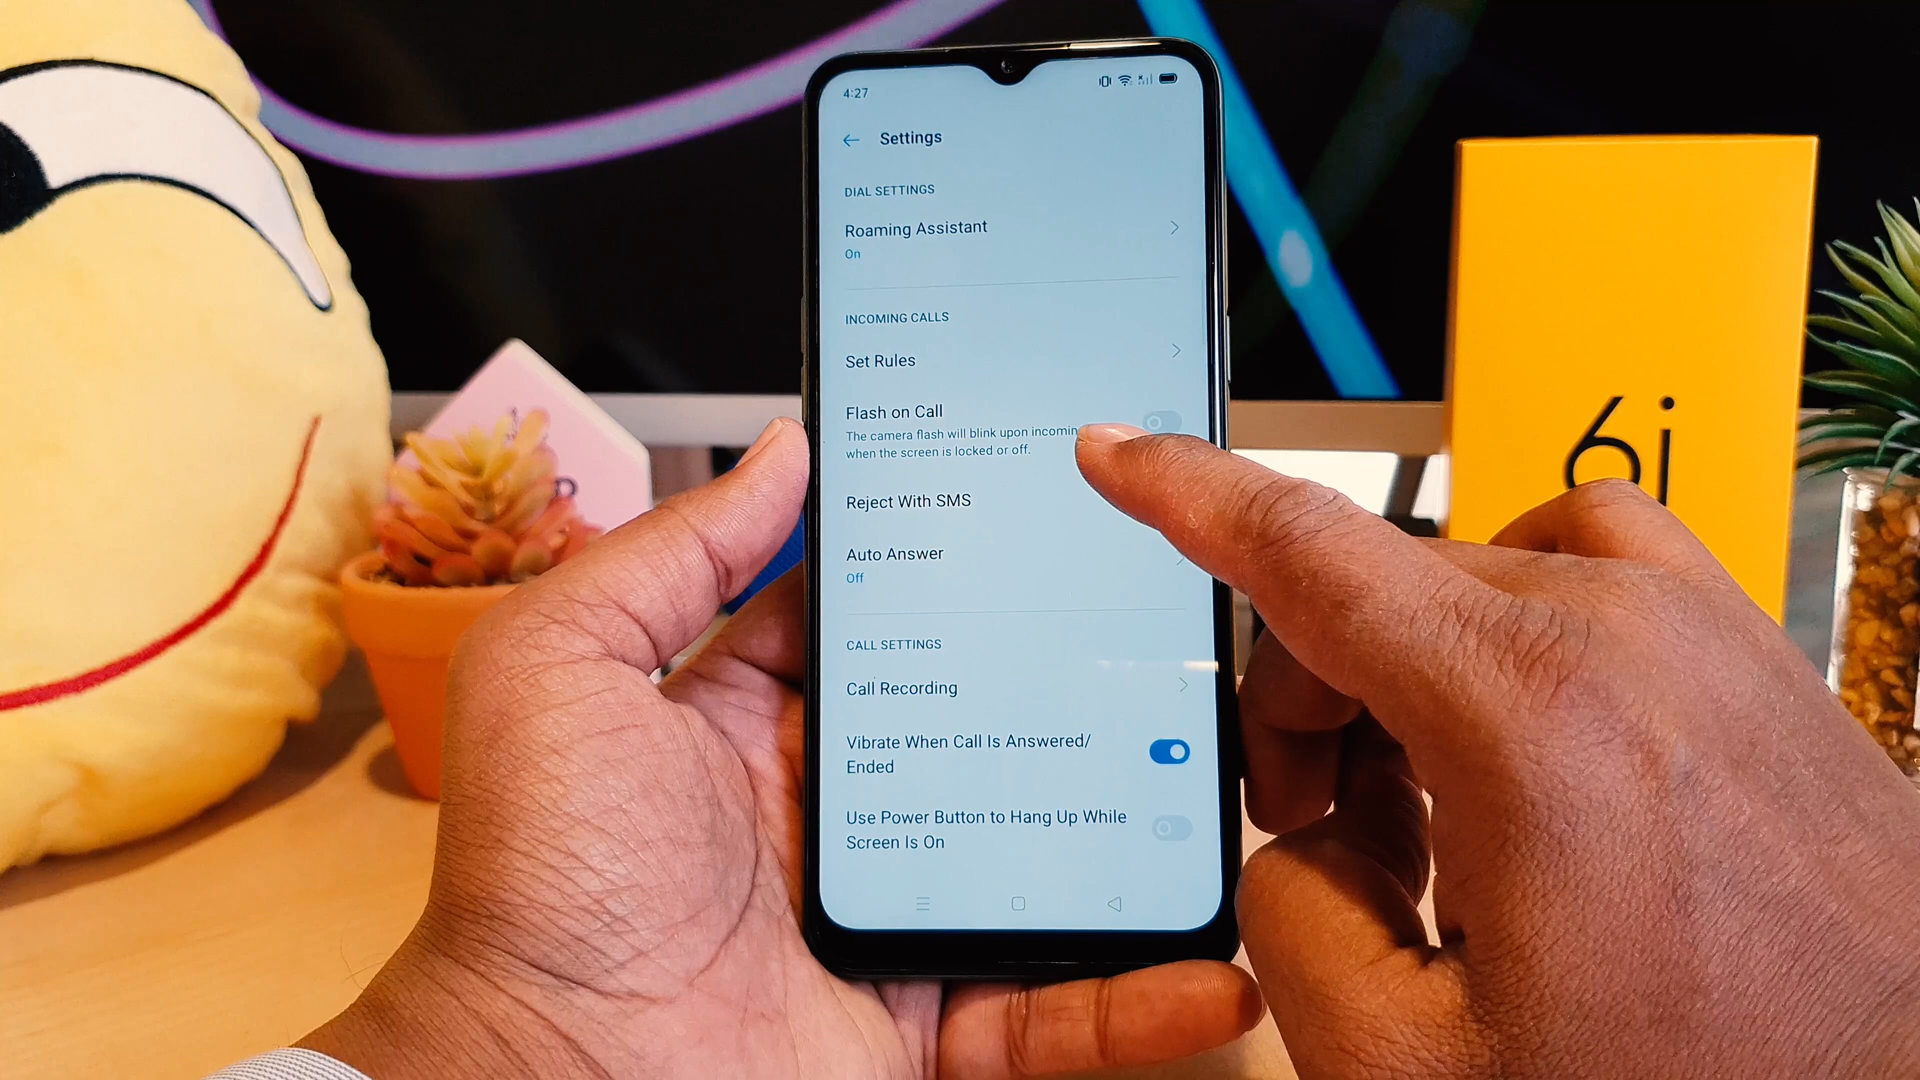 4:27
Settings
DIAL SETTINGS
Roaming Assistant
On
INCOMING CALLS
Set Rules
Flash on Call
The camera flash will blink upon
when the screen is locked or off.
Reject With SMS
Auto Answer
Off
CALL SETTINGS
Call Recording
Vibrate When Call Is Answered/
Ended
Use Power Button to Hang Up While
Screen Is On
6i